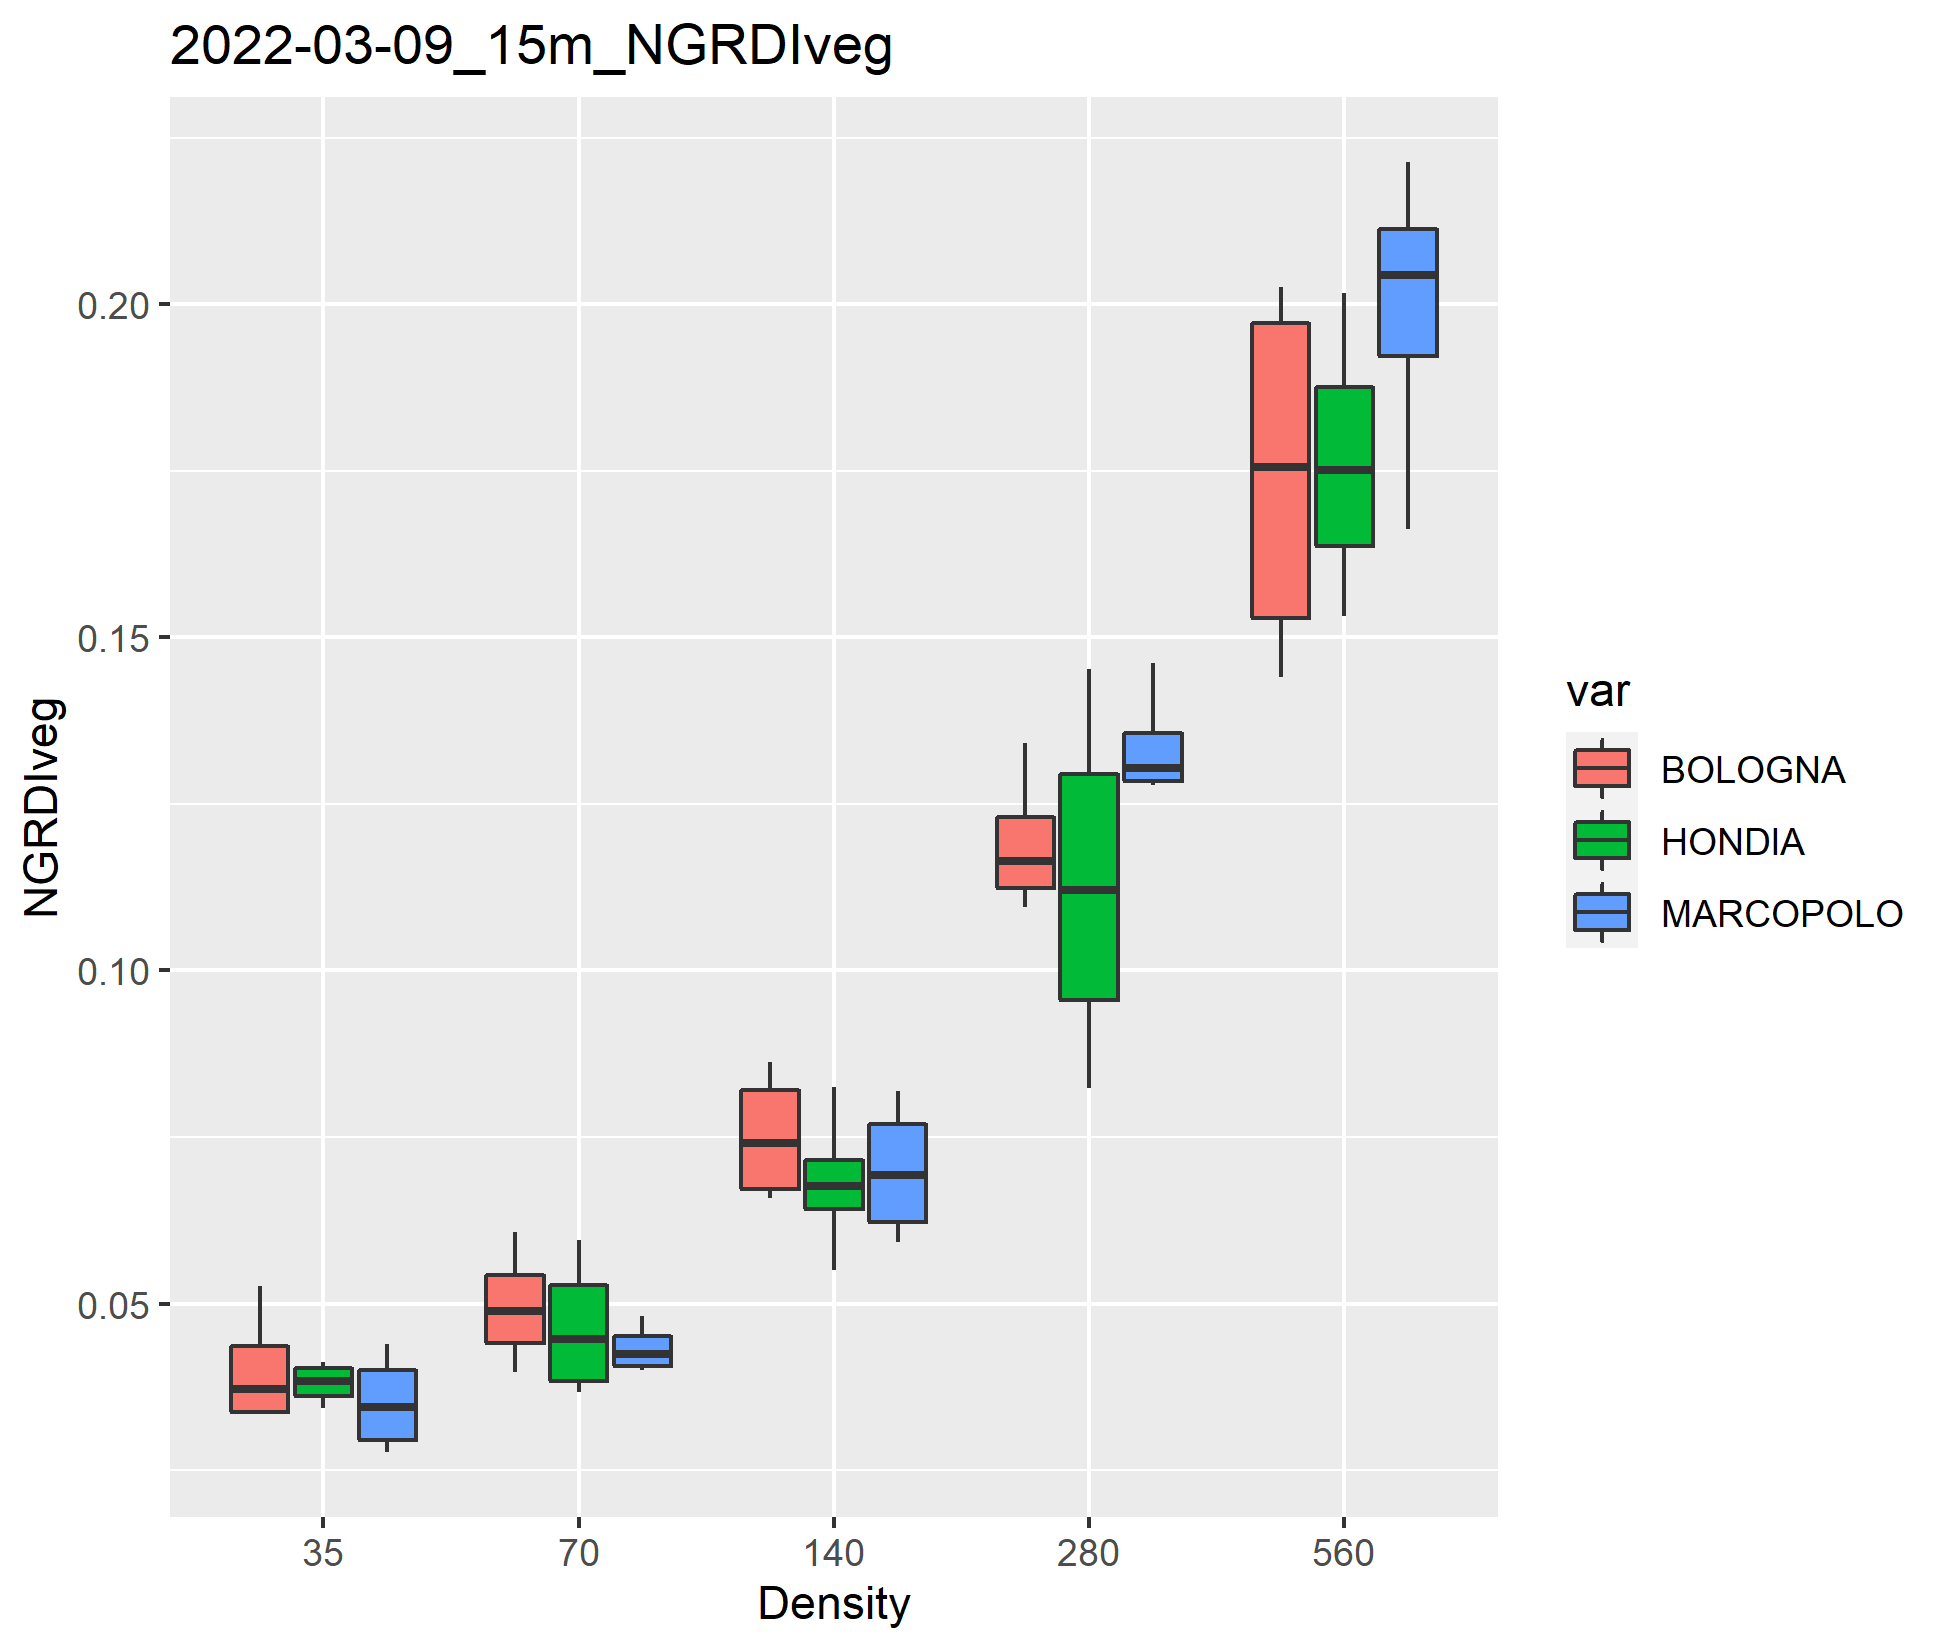 2022-03-09_15m_NGRDIveg
NGRDIveg
0.20
0.15
0.10
0.05
35 70 140 280 560
Density
var
BOLOGNA
HONDIA
MARCOPOLO